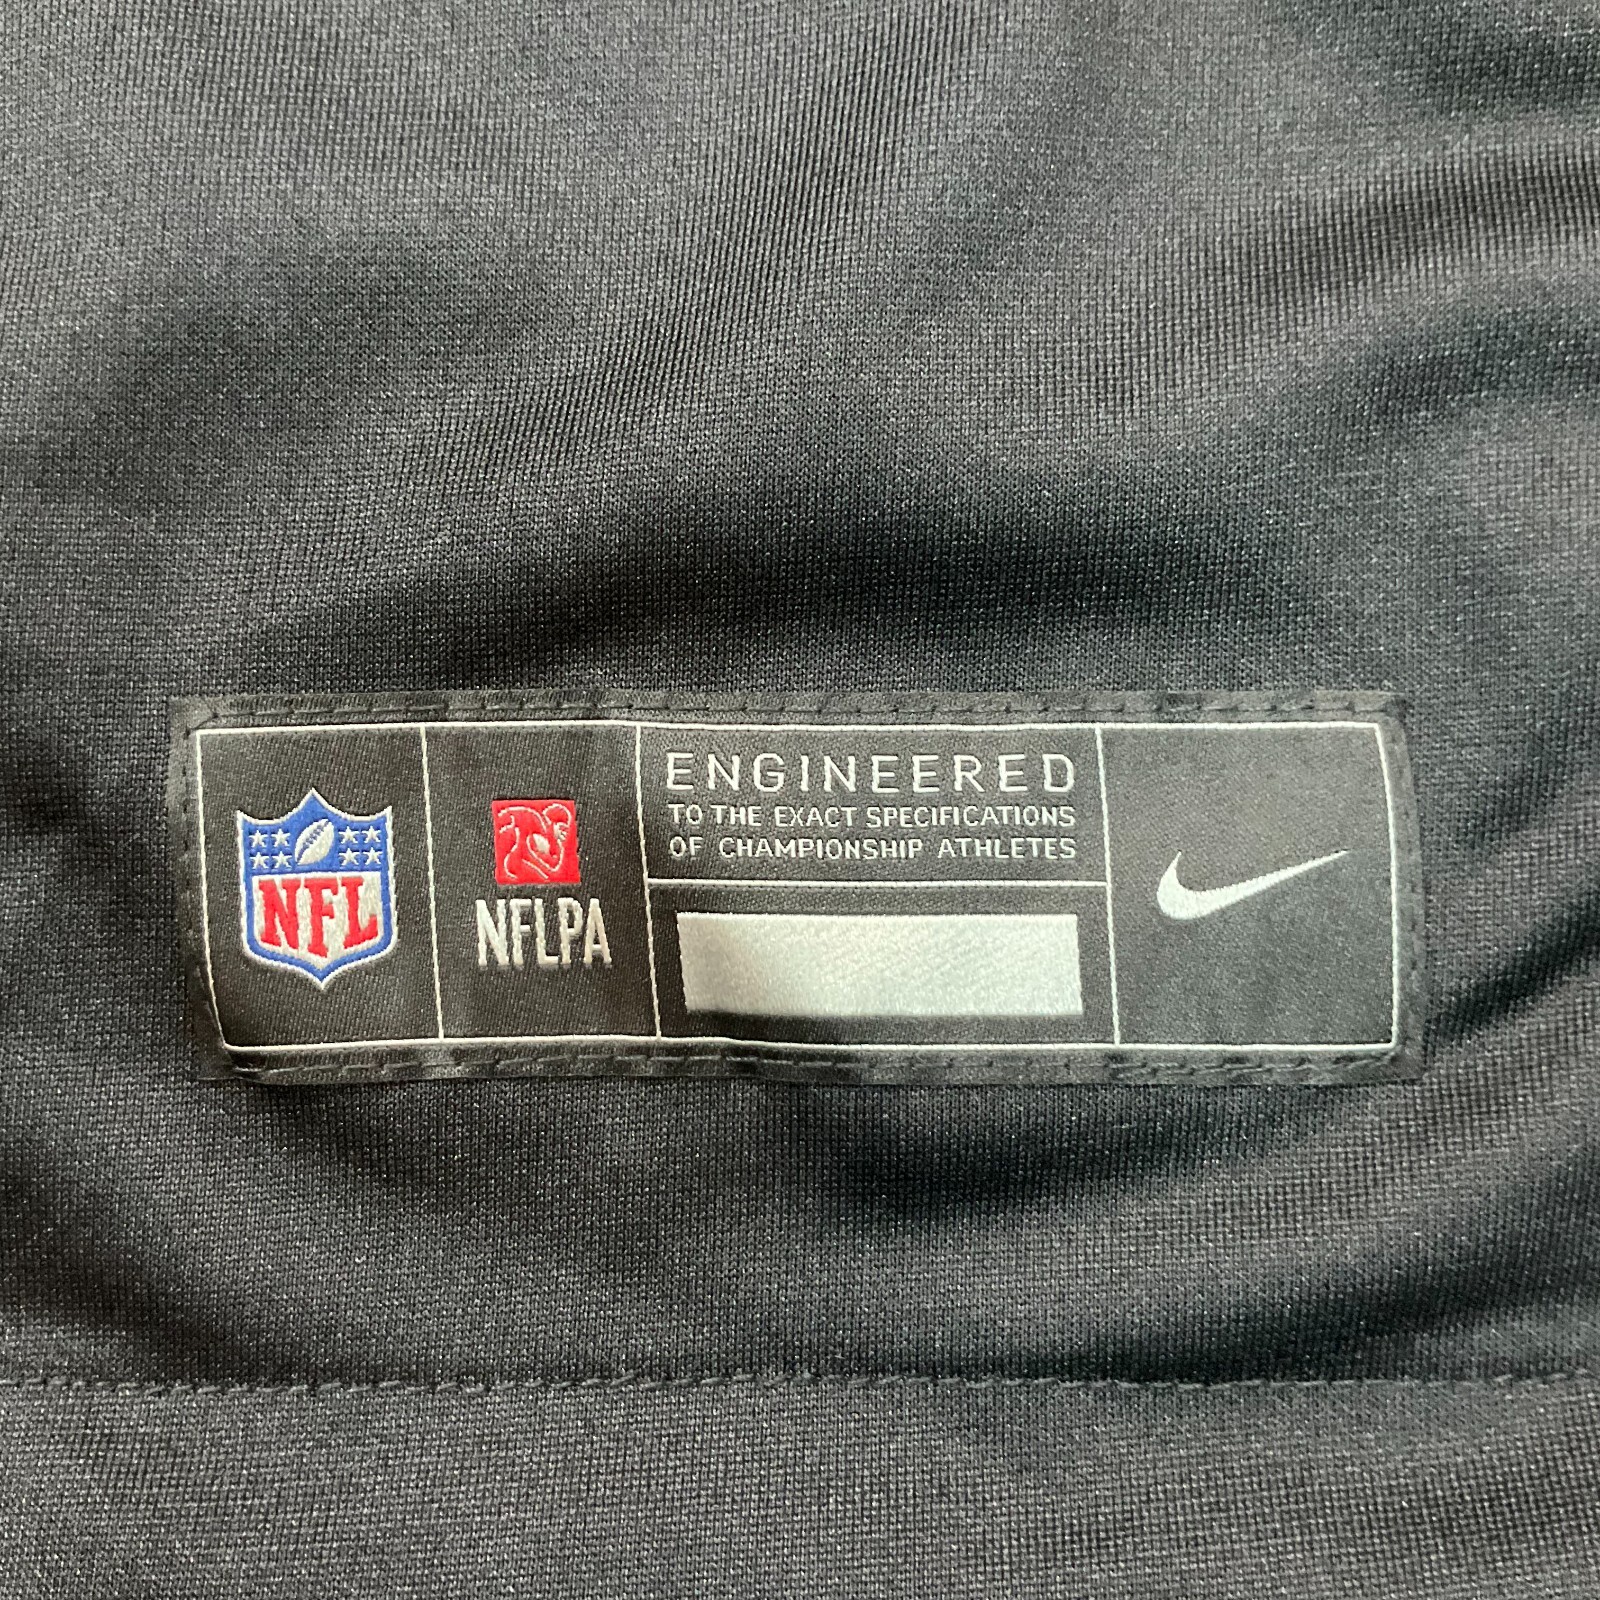 NFL
NFLPA
ENGINEERED
TO THE EXACT SPECIFICATIONS
OF CHAMPIONSHIP ATHLETES